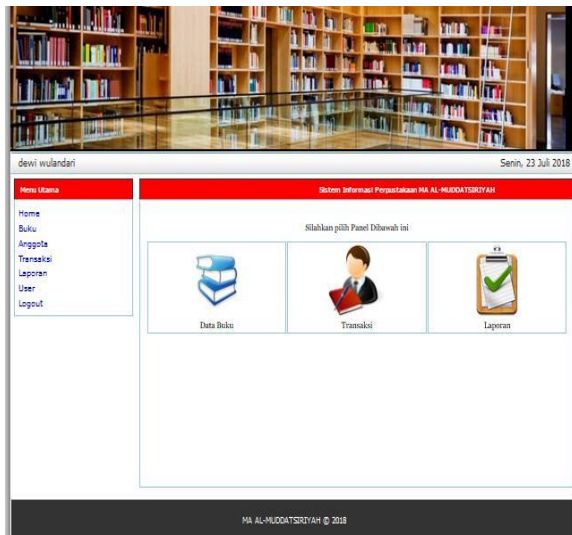 dewi wulandari Senin, 23 Juli 2018
Menu Utama
Home
Buku
Anggota
Transaksi
Laporan
User
Logout
Sistem Informasi Perpustakaan MA AL-MUDDATSIRIYAH
Silahkan pilih Panel Dibawah ini
Data Buku Transaksi Laporan
MA AL-MUDDATSIRIYAH © 2018